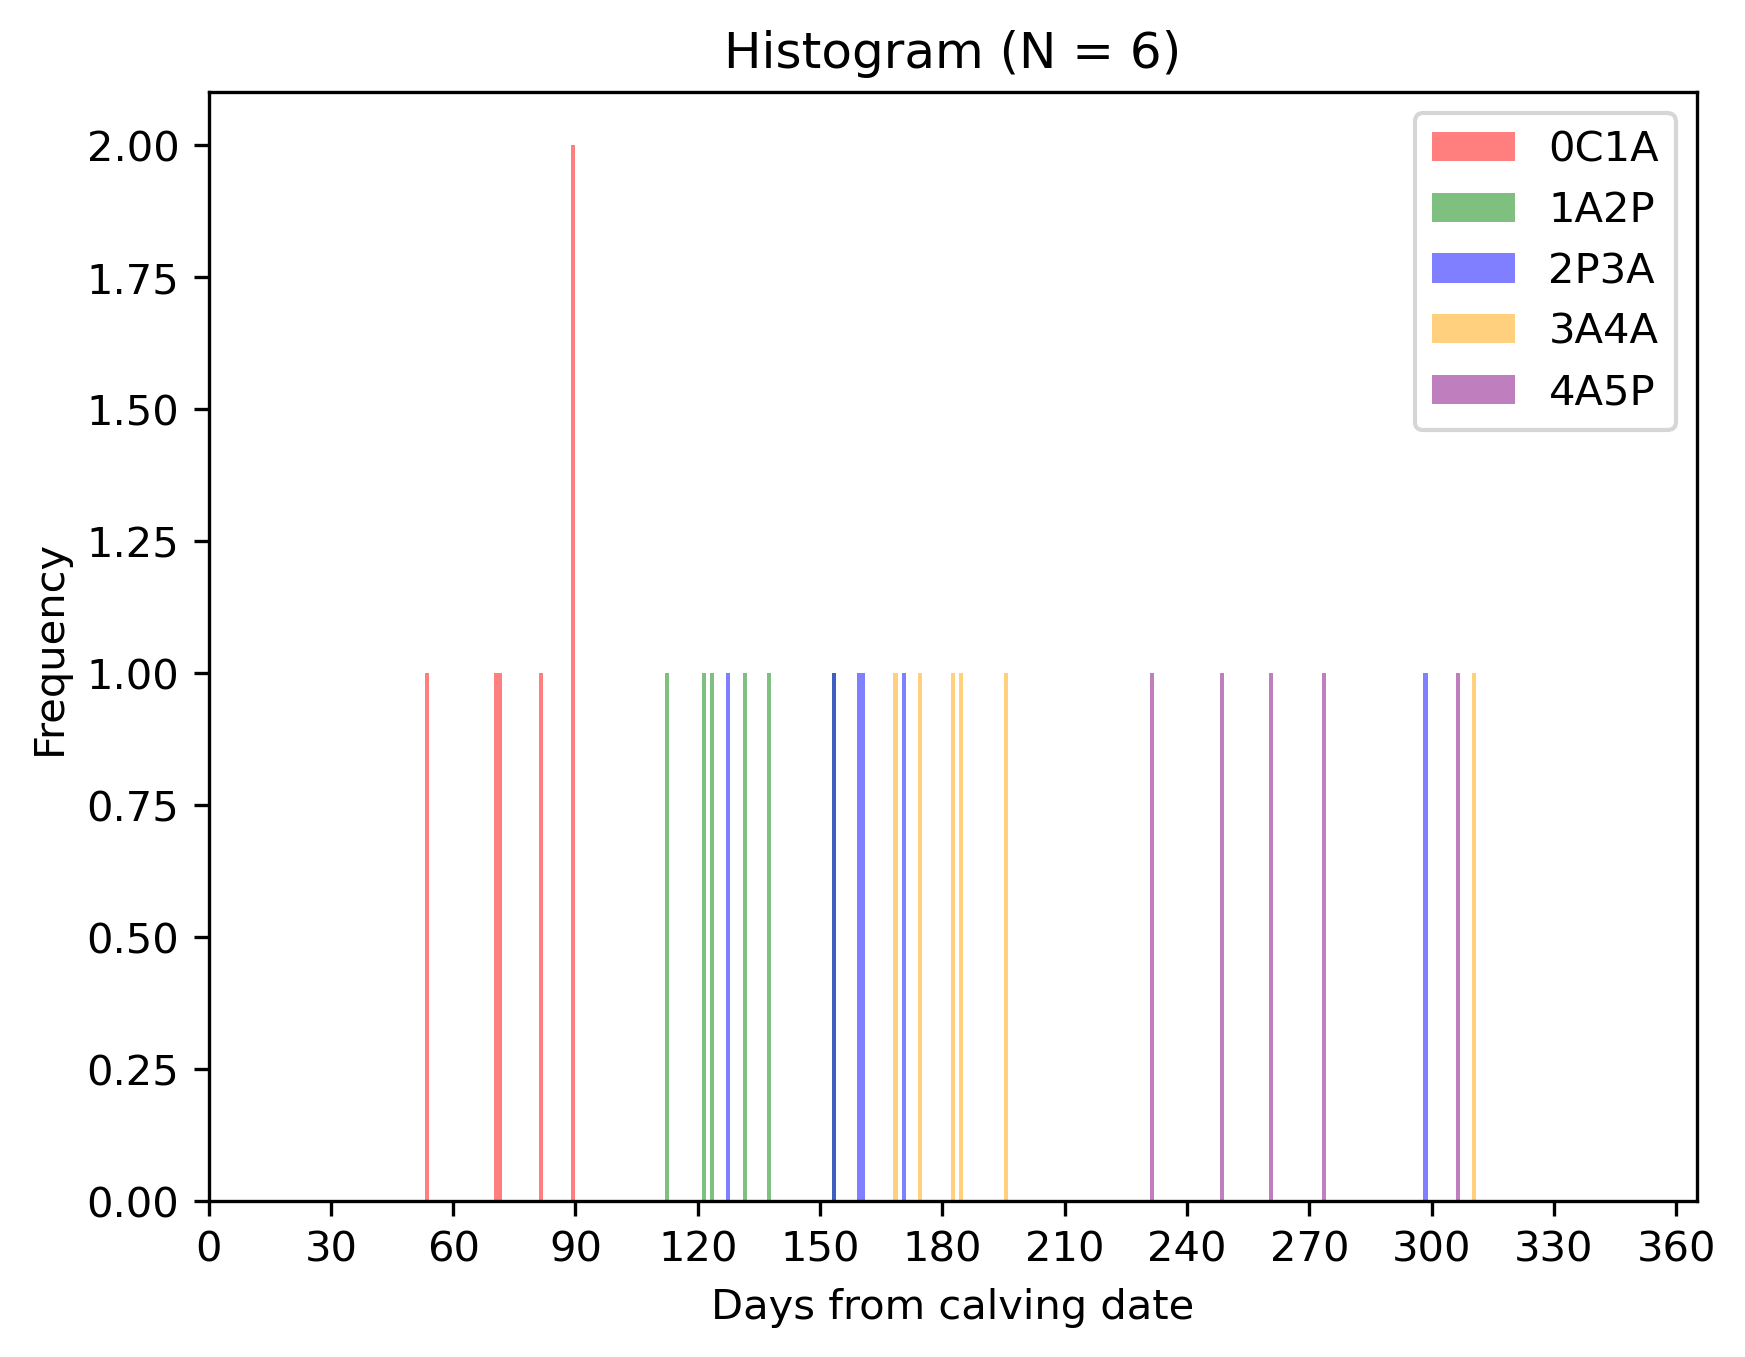 Histogram (N = 6)
2.00
1.75
1.50
1.25
1.00
0.75
0.50
0.25
0.00
Frequency
0C1A
1A2P
2P3A
3A4A
4A5P
0 30 60 90 120 150 180 210 240 270 300 330 360
Days from calving date